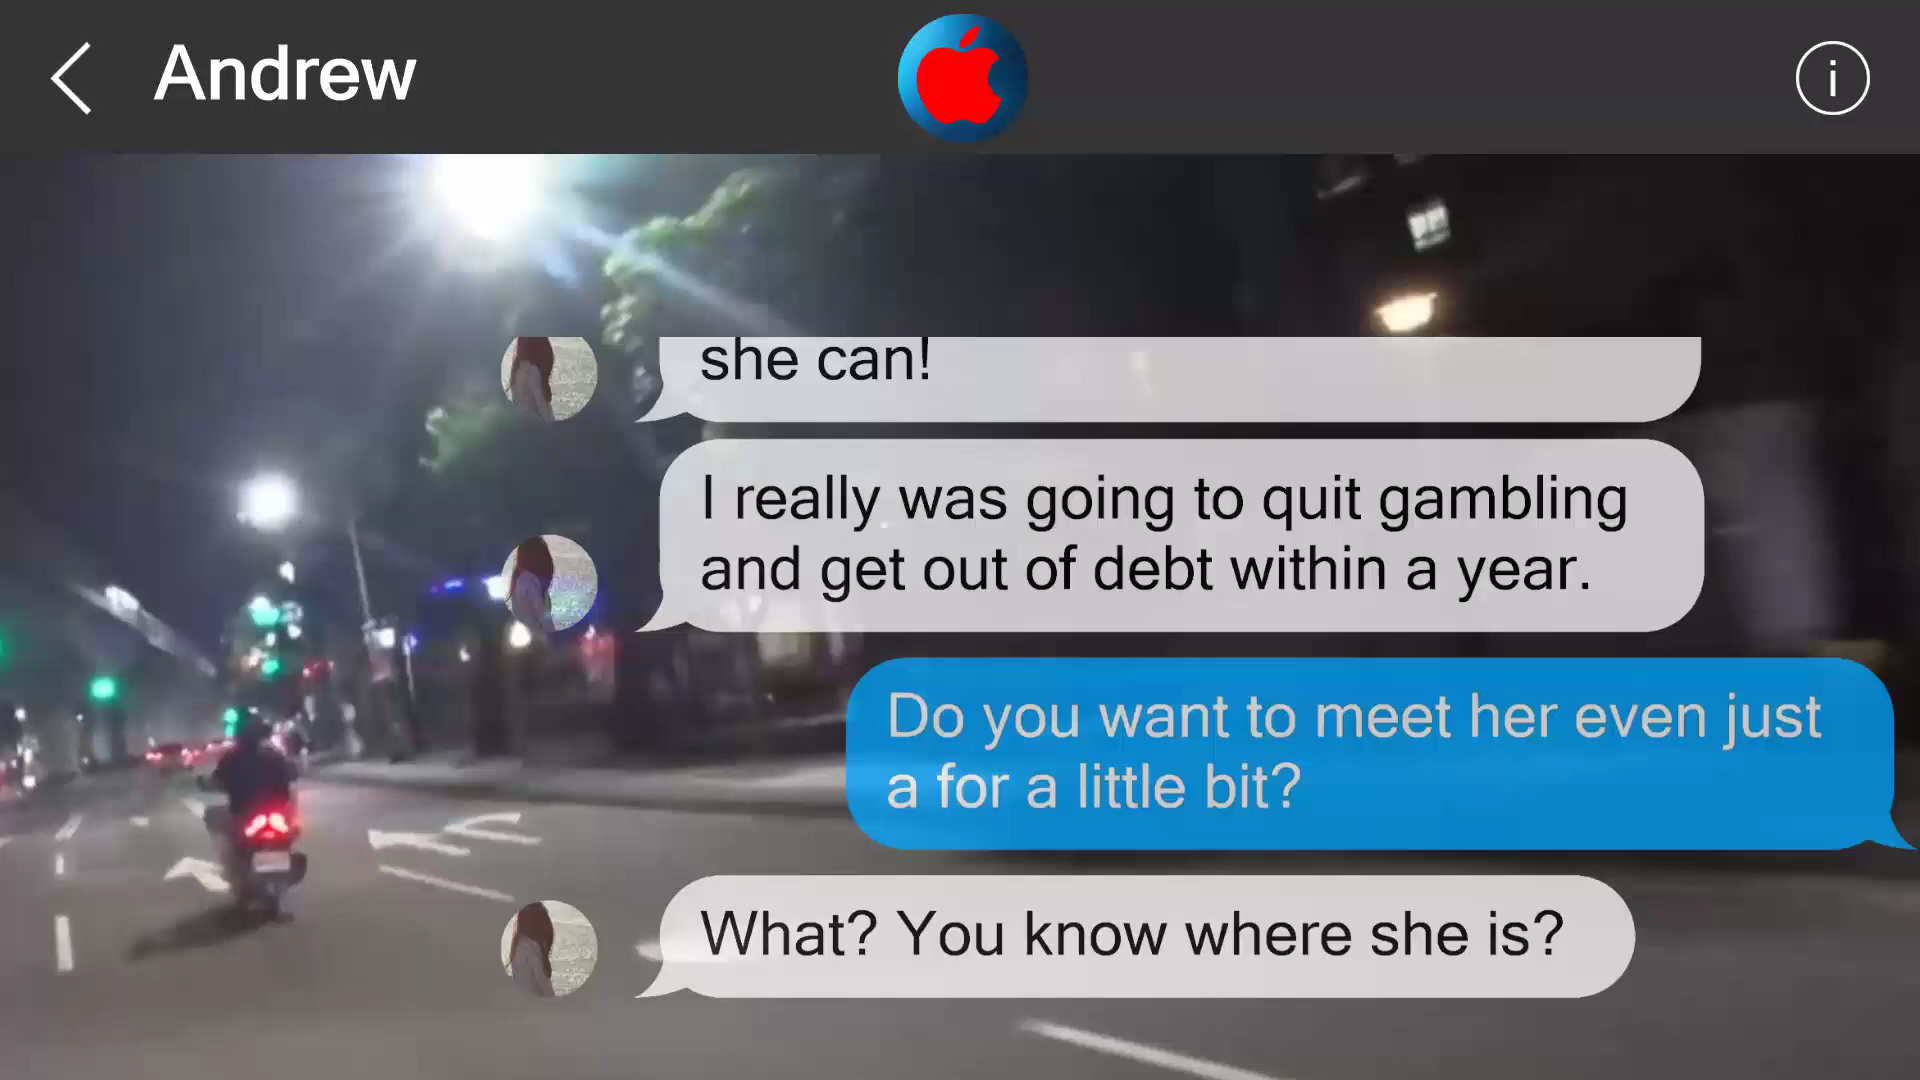 Andrew
i
she can!
I really was going to quit gambling
and get out of debt within a year.
Do you want to meet her even just
a for a little bit?
What? You know where she is?